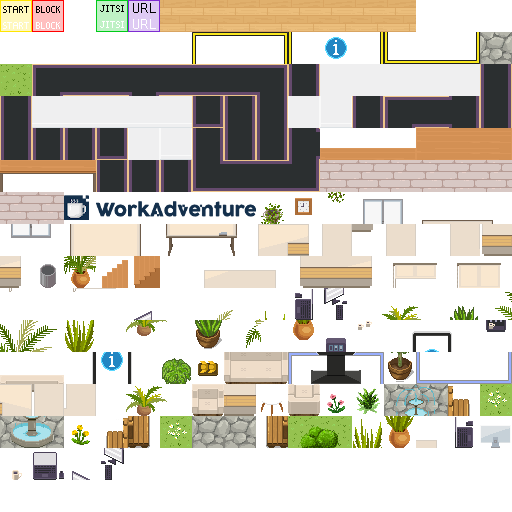 START BLOCK JITSI URL
START BLOCK JITSI URL
i
WORKADVENTURE
i